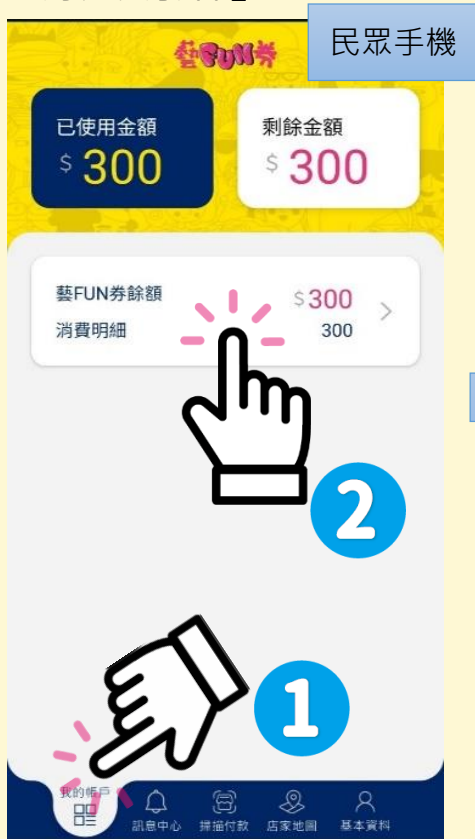 民眾手機
藝FUN券
已使用金額
$ 300
剩餘金額
$ 300
藝FUN券餘額
$300
消費明細
300
2
1
我的帳戶
訊息中心
掃描付款
店家地圖
基本資料